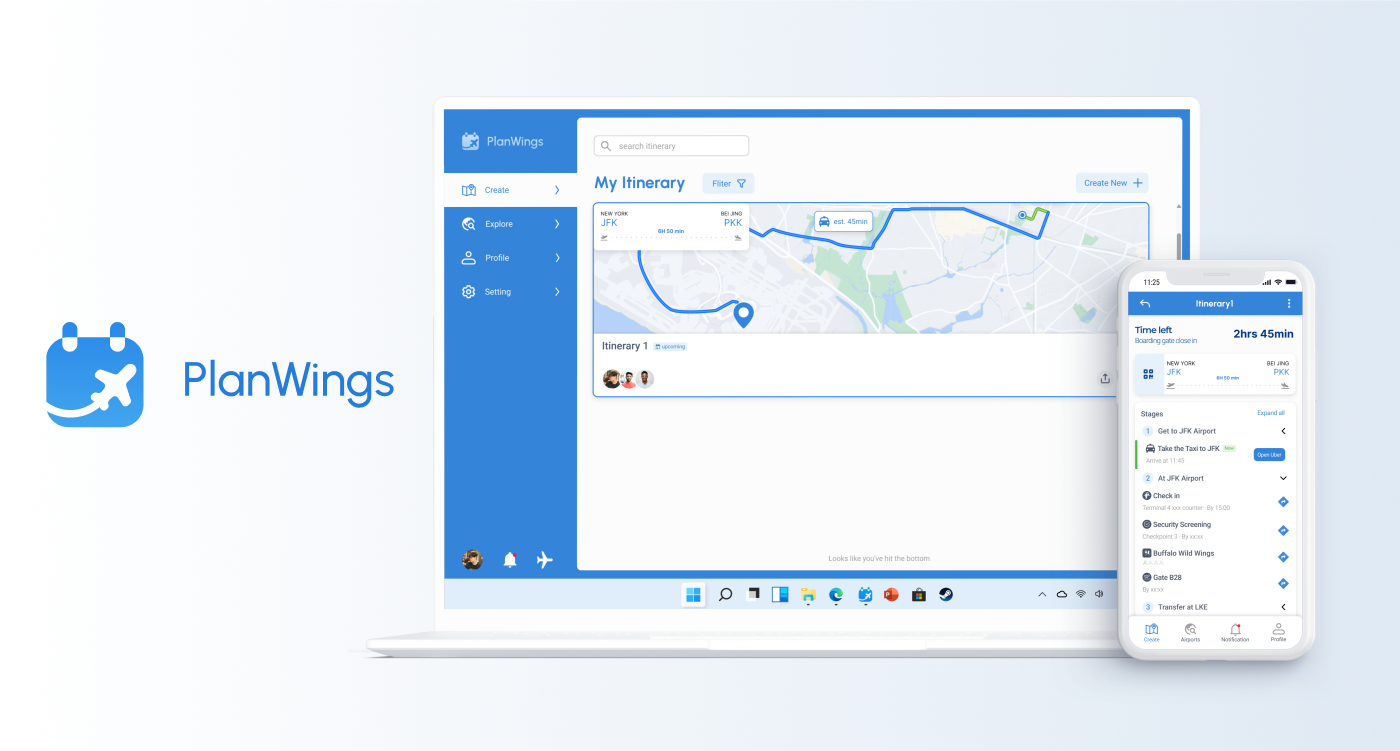 PlanWings
PlanWings
Create
Explore
Profile
Setting
search itinerary
My Itinerary
Fliter
Create New
NEW YORK
BEI JING
JFK
PKK
6H 50 min
est. 45min
Itinerary 1
upcoming
Looks like you've hit the bottom
11:25
Itinerary1
Time left
Boarding gate close in
2hrs 45min
NEW YORK
BEI JING
JFK
PKK
6H 50 min
Stages
Expand all
1 Get to JFK Airport
Take the Taxi to JFK Now
Arrive at 11:45
Open Uber
2 At JFK Airport
Check in
Terminal 4 xxx counter · By 15:00
Security Screening
Checkpoint 3 · By xx:xx
Buffalo Wild Wings
Gate B28
By xx:xx
3 Transfer at LKE
Create
Airports
Notification
Profile